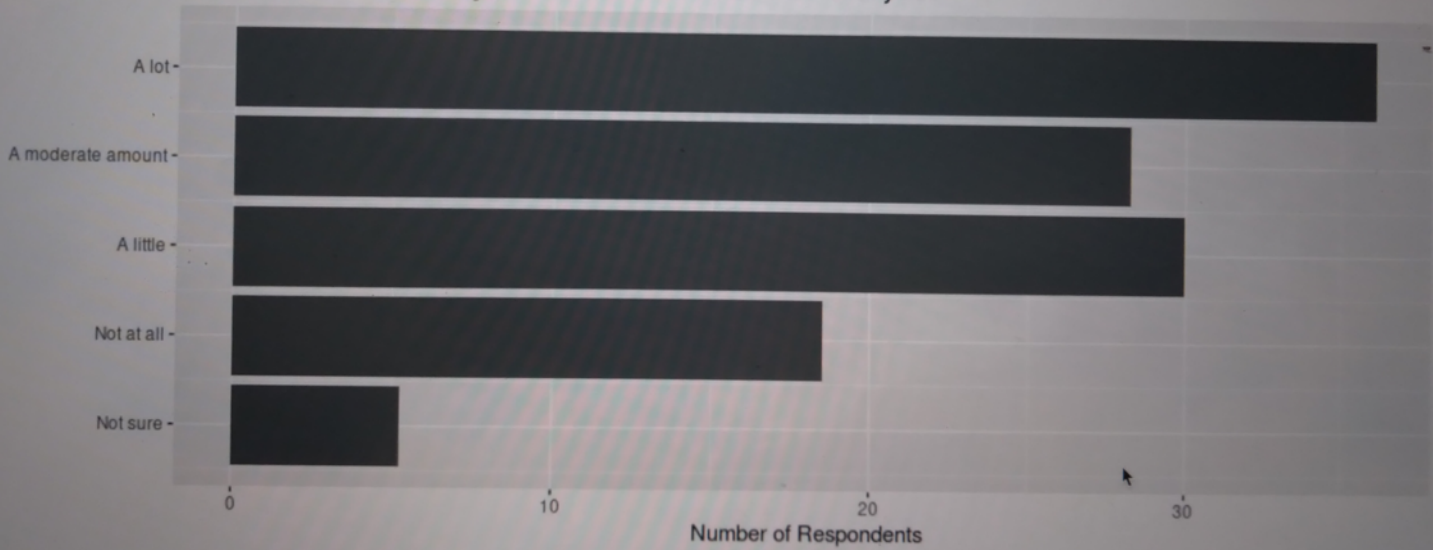 A lot
A moderate amount
A little
Not at all
Not sure
0 10 20 30
Number of Respondents